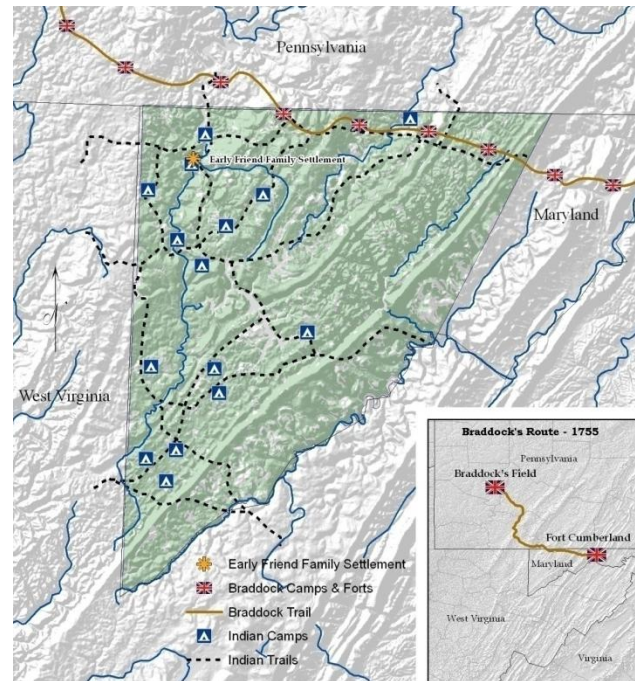 Pennsylvania
Early Friend Family Settlement
Maryland
West Virginia
Early Friend Family Settlement
Braddock Camps & Forts
Braddock Trail
Indian Camps
Indian Trails
Braddock's Route - 1755
Pennsylvania
Braddock's Field
Fort Cumberland
Maryland
West Virginia
Virginia